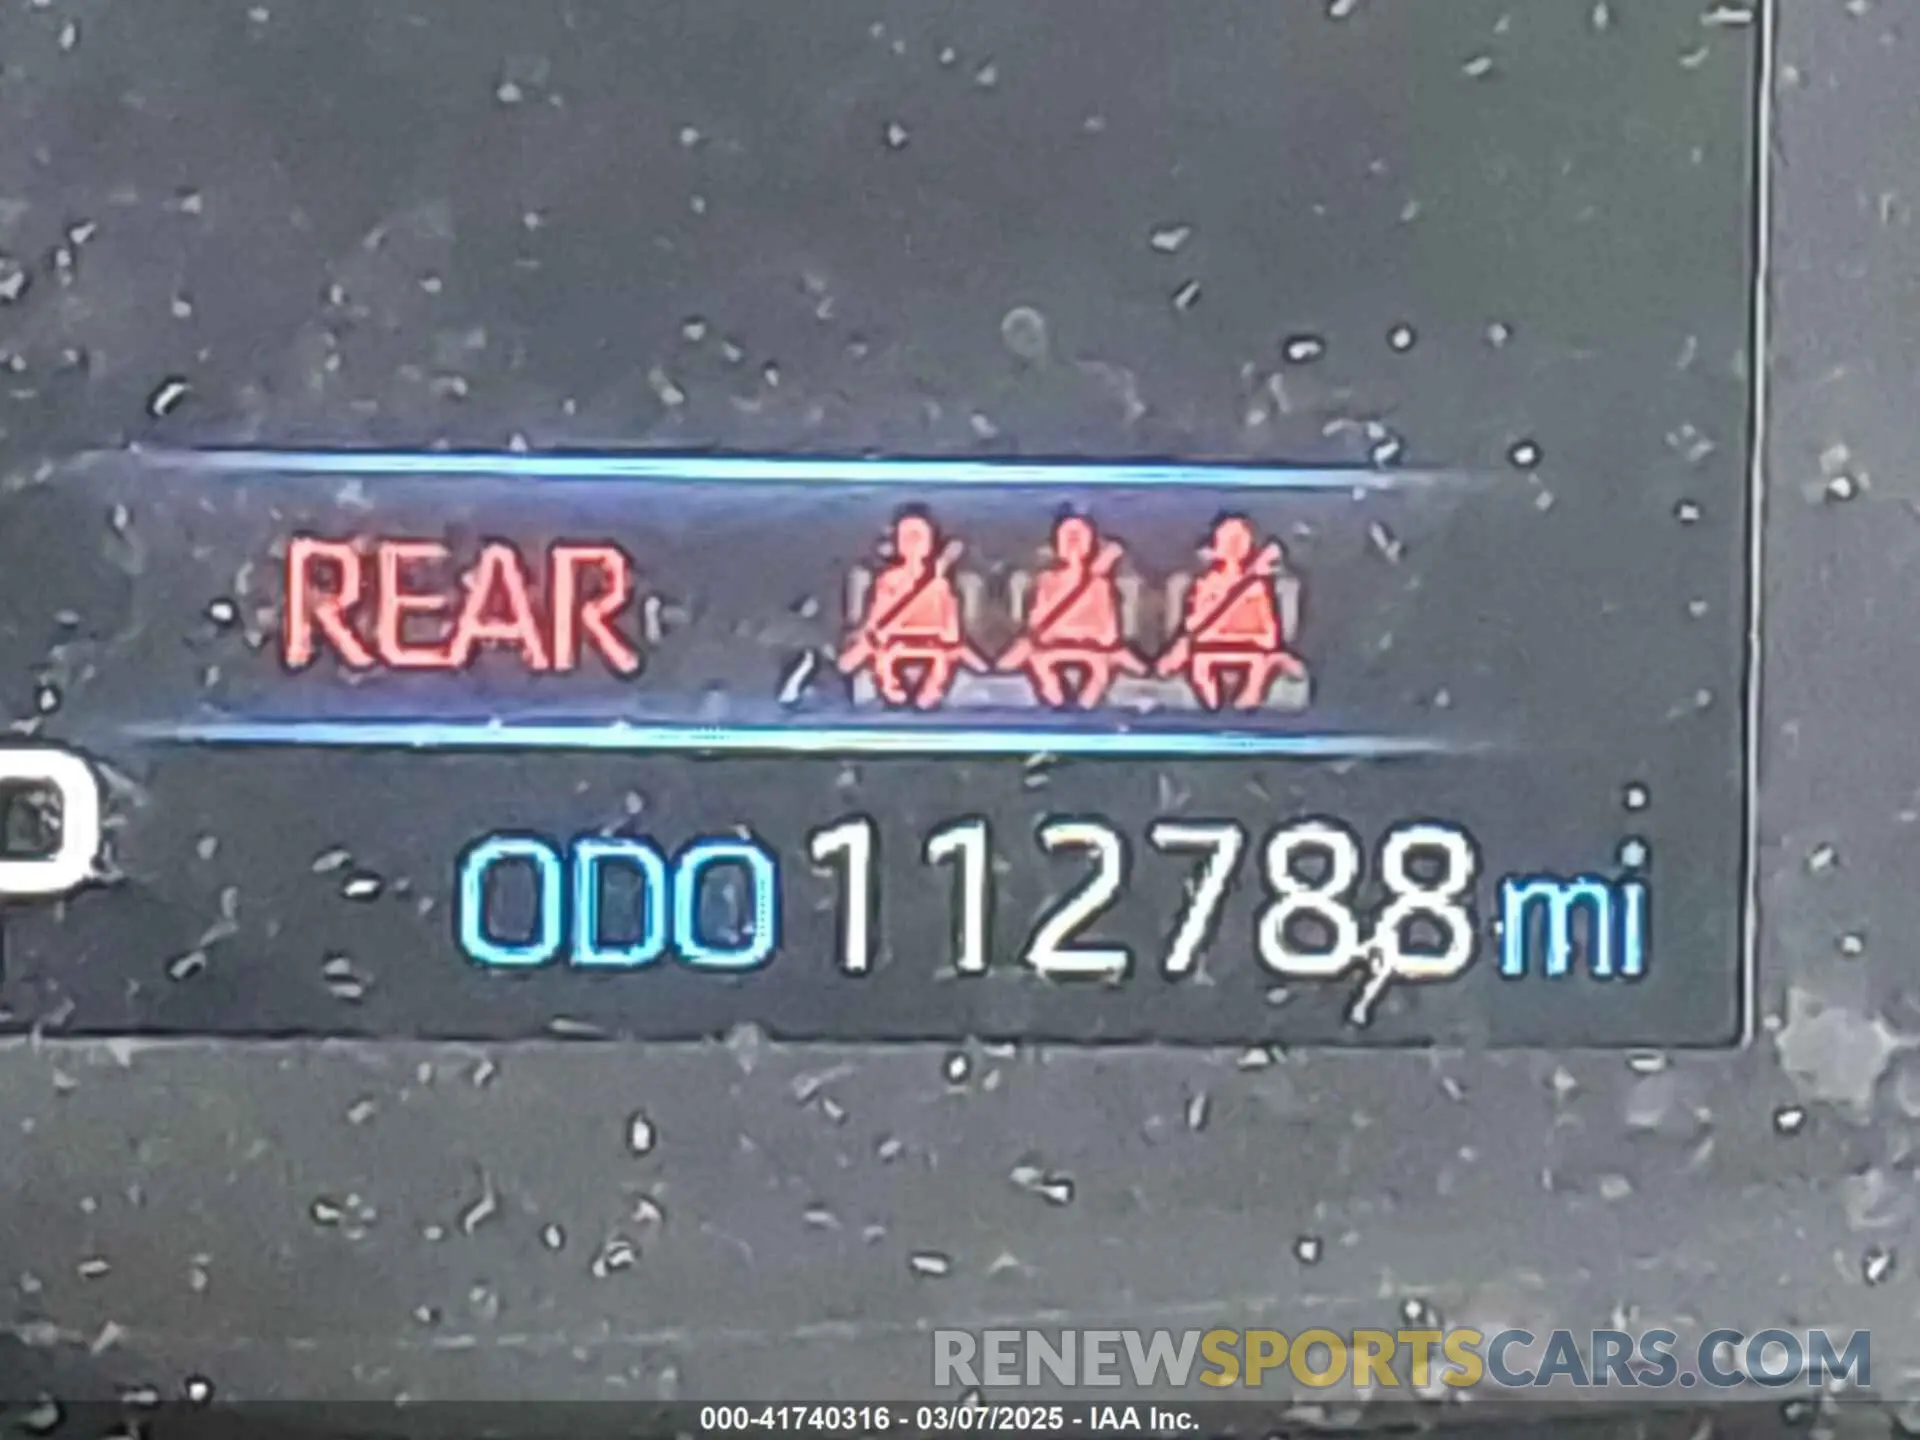 REAR
P
ODO 112788 mi
RENEWSPORTSCARS.COM
000-41740316 - 03/07/2025 - IAA Inc.